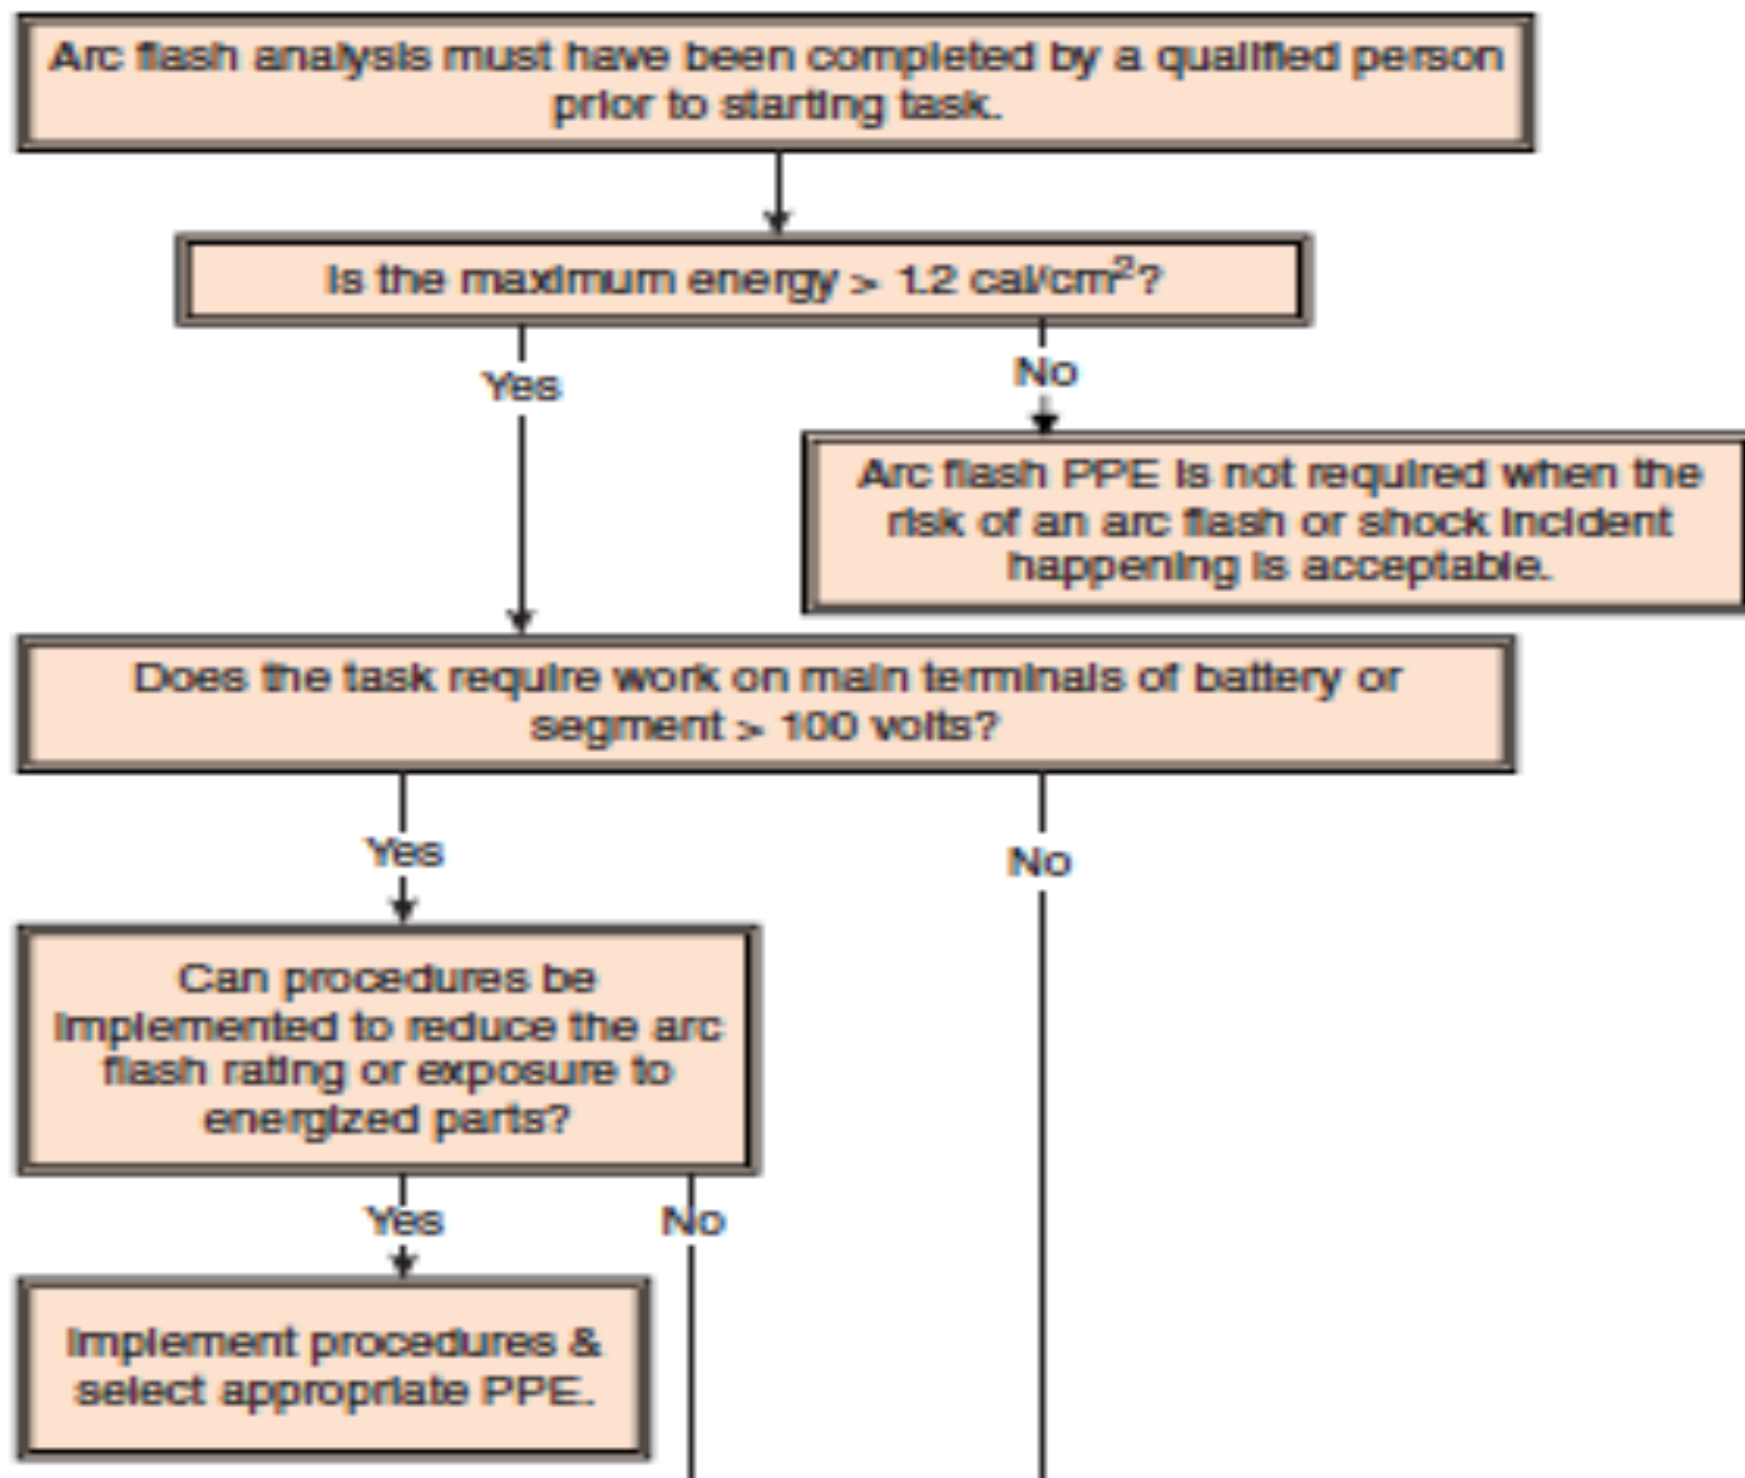 Arc flash analysis must have been completed by a qualified person
prior to starting task.
Is the maximum energy > 1.2 cal/cm²?
Yes
No
Arc flash PPE is not required when the
risk of an arc flash or shock incident
happening is acceptable.
Does the task require work on main terminals of battery or
segment > 100 volts?
Yes
No
Can procedures be
implemented to reduce the arc
flash rating or exposure to
energized parts?
Yes
No
Implement procedures &
select appropriate PPE.